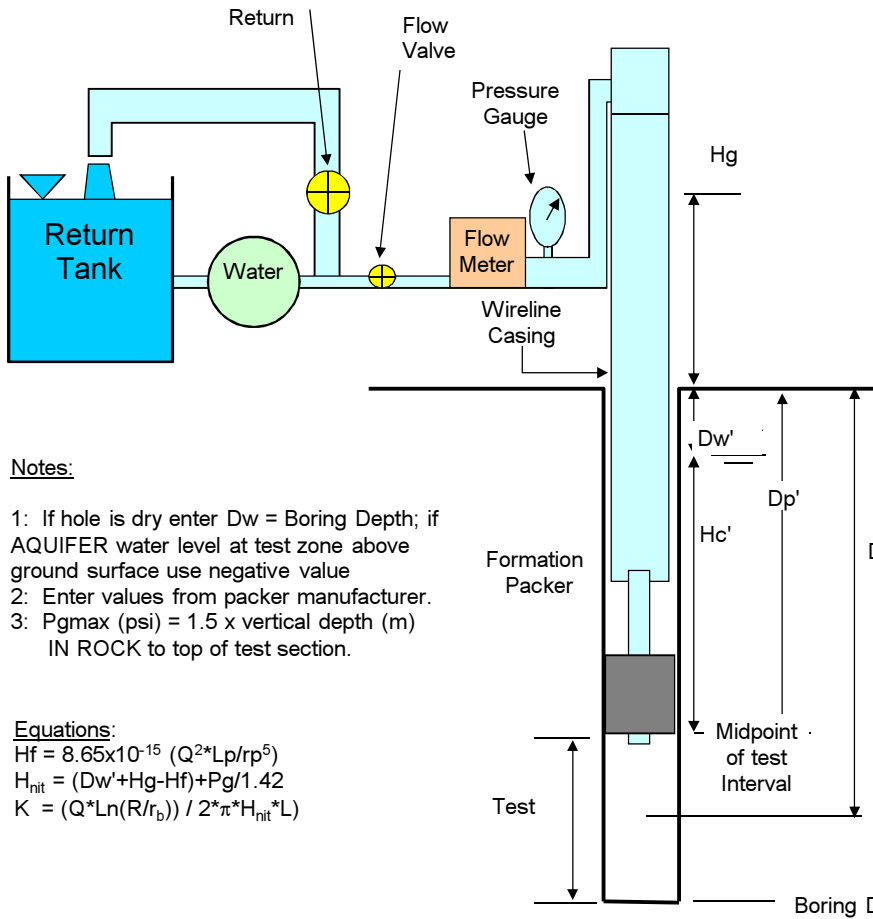 Return
Flow
Valve
Pressure
Gauge
Hg
Return
Tank
Water
Flow
Meter
Wireline
Casing
Dw'
Notes:
Dp'
1: If hole is dry enter Dw = Boring Depth; if
AQUIFER water level at test zone above
ground surface use negative value
2: Enter values from packer manufacturer.
3: Pgmax (psi) = 1.5 x vertical depth (m)
IN ROCK to top of test section.
Hc'
D
Formation
Packer
Equations:
Hf = 8.65x10⁻¹⁵ (Q²*Lp/rp⁵)
Hₙᵢₜ = (Dw'+Hg-Hf)+Pg/1.42
K = (Q*Ln(R/r_b)) / 2*π*Hₙᵢₜ*L)
Midpoint
of test
Interval
Test
Boring D